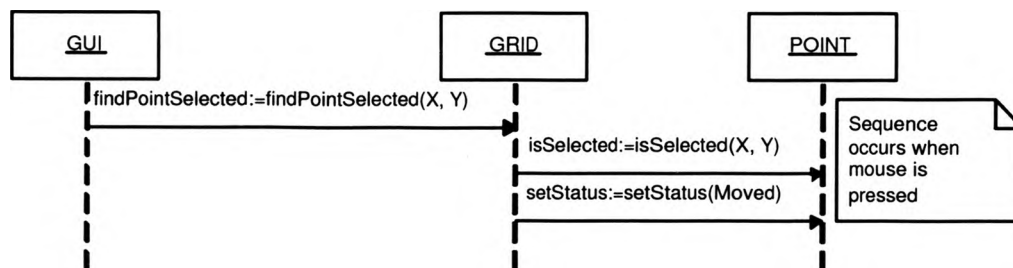 GUI
GRID
POINT
findPointSelected:=findPointSelected(X, Y)
isSelected:=isSelected(X, Y)
setStatus:=setStatus(Moved)
Sequence
occurs when
mouse is
pressed